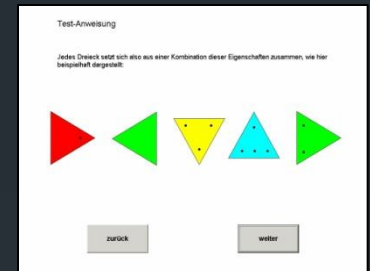 Test-Anweisung
Jedes Dreieck setzt sich also aus einer Kombination dieser Eigenschaften zusammen, wie hier
beispielhaft dargestellt:
zurück
weiter